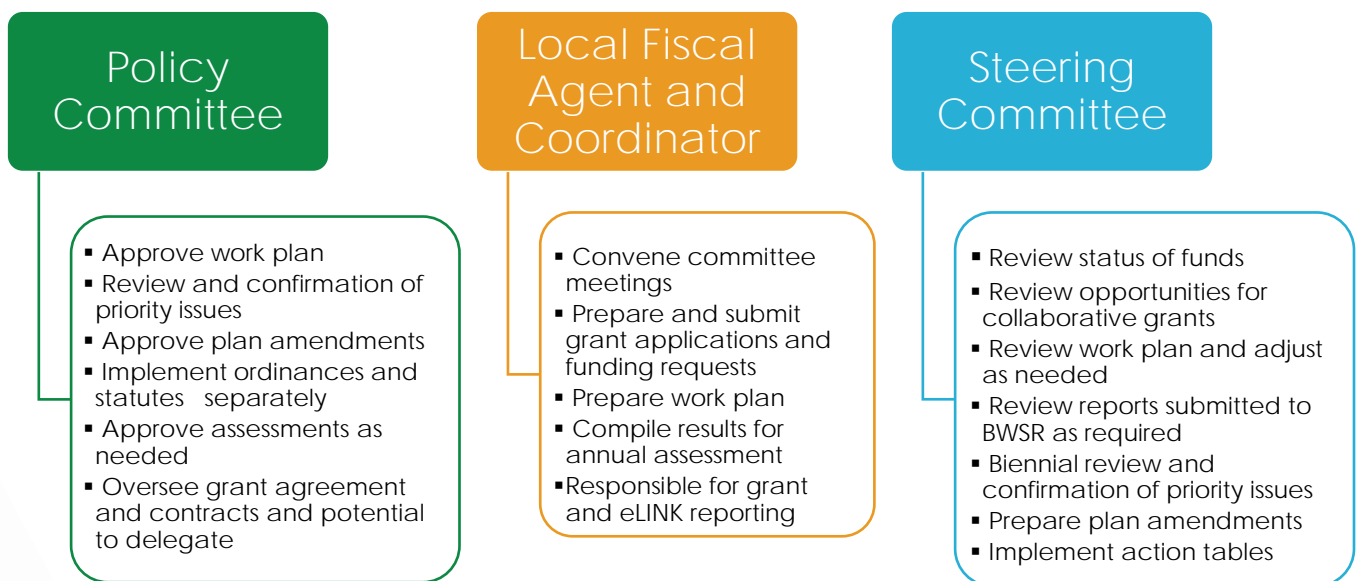 Policy
Committee
▪ Approve work plan
▪ Review and confirmation of
priority issues
▪ Approve plan amendments
▪ Implement ordinances and
statutes separately
▪ Approve assessments as
needed
▪ Oversee grant agreement
and contracts and potential
to delegate
Local Fiscal
Agent and
Coordinator
▪ Convene committee
meetings
▪ Prepare and submit
grant applications and
funding requests
▪ Prepare work plan
▪ Compile results for
annual assessment
▪Responsible for grant
and eLINK reporting
Steering
Committee
▪ Review status of funds
▪ Review opportunities for
collaborative grants
▪ Review work plan and adjust
as needed
▪ Review reports submitted to
BWSR as required
▪ Biennial review and
confirmation of priority issues
▪ Prepare plan amendments
▪ Implement action tables